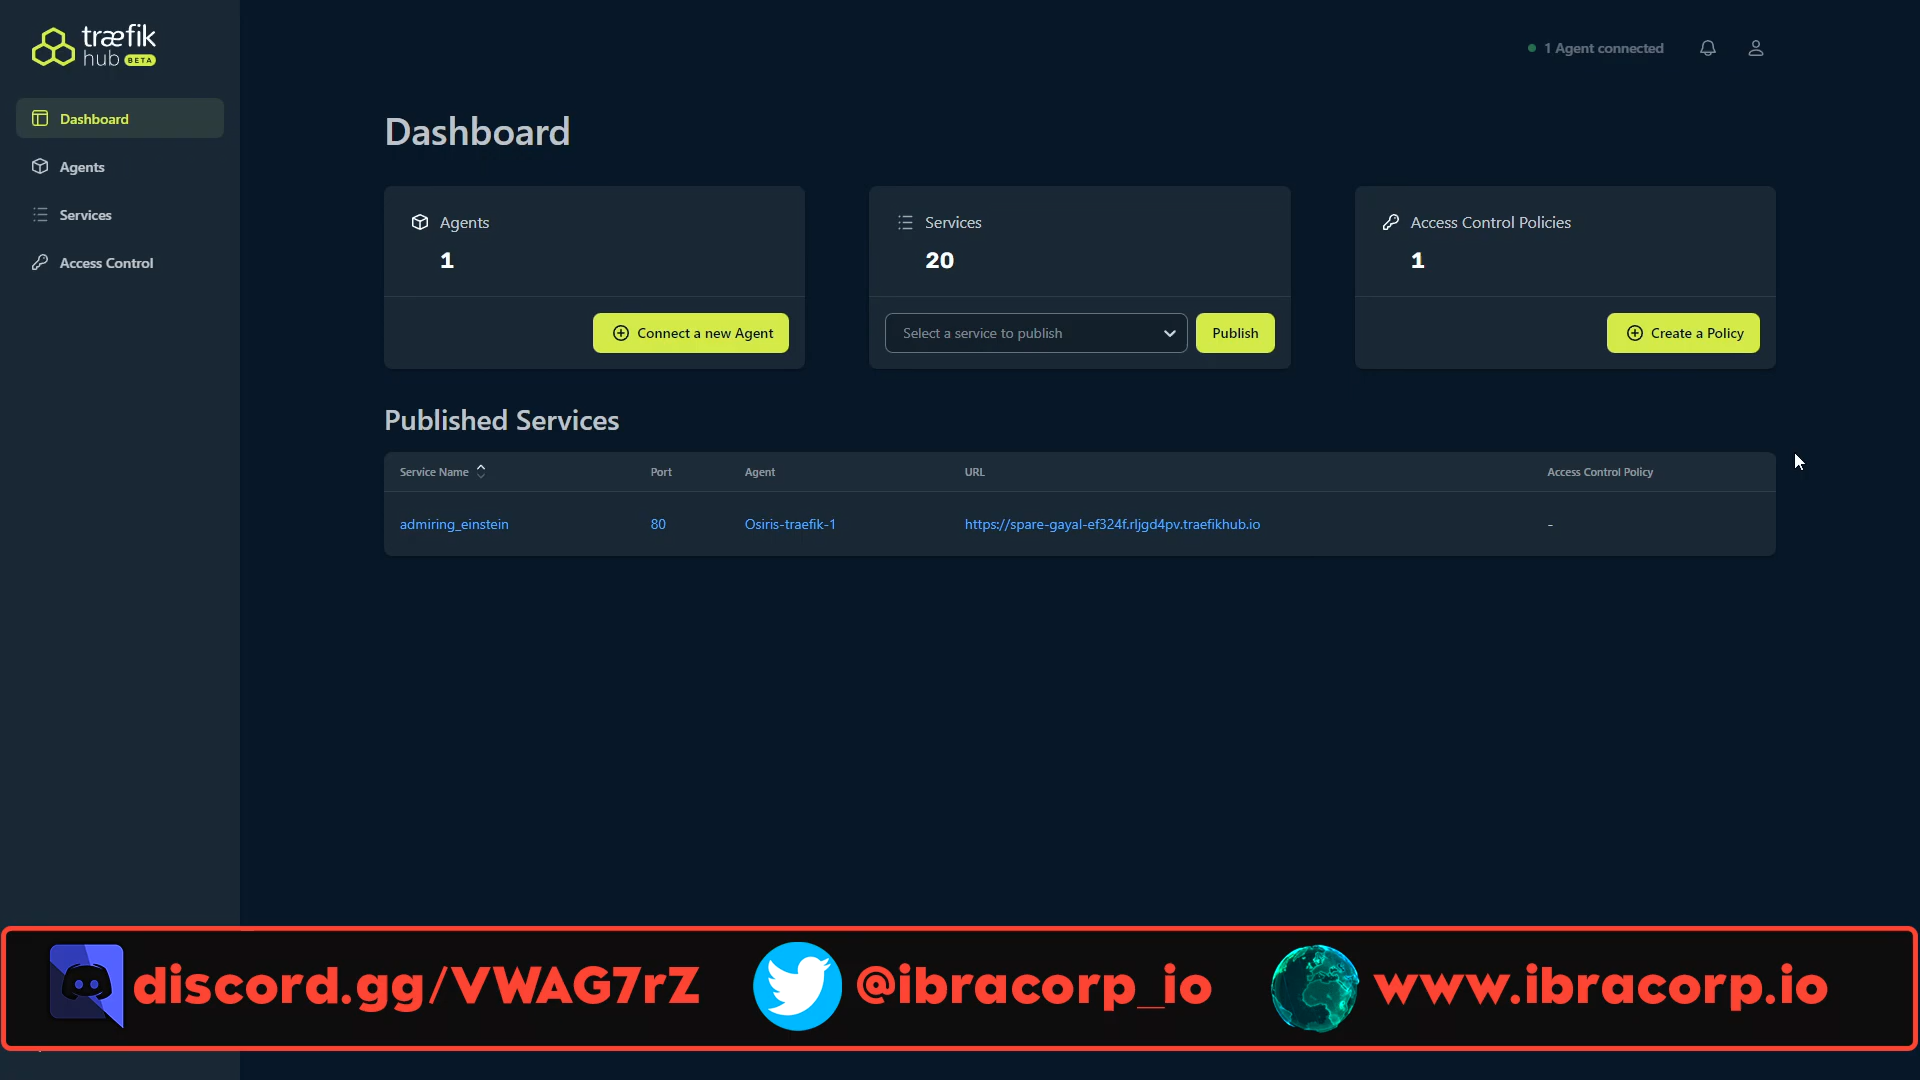 træfik
hub BETA
1 Agent connected
Dashboard
Agents
Services
Access Control
Dashboard
Agents
1
Connect a new Agent
Services
20
Select a service to publish
Publish
Access Control Policies
1
Create a Policy
Published Services
Service Name Port Agent URL Access Control Policy
admiring_einstein 80 Osiris-traefik-1 https://spare-gayal-ef324f.rljgd4pv.traefikhub.io -
discord.gg/VWAG7rZ @ibracorp_io www.ibracorp.io